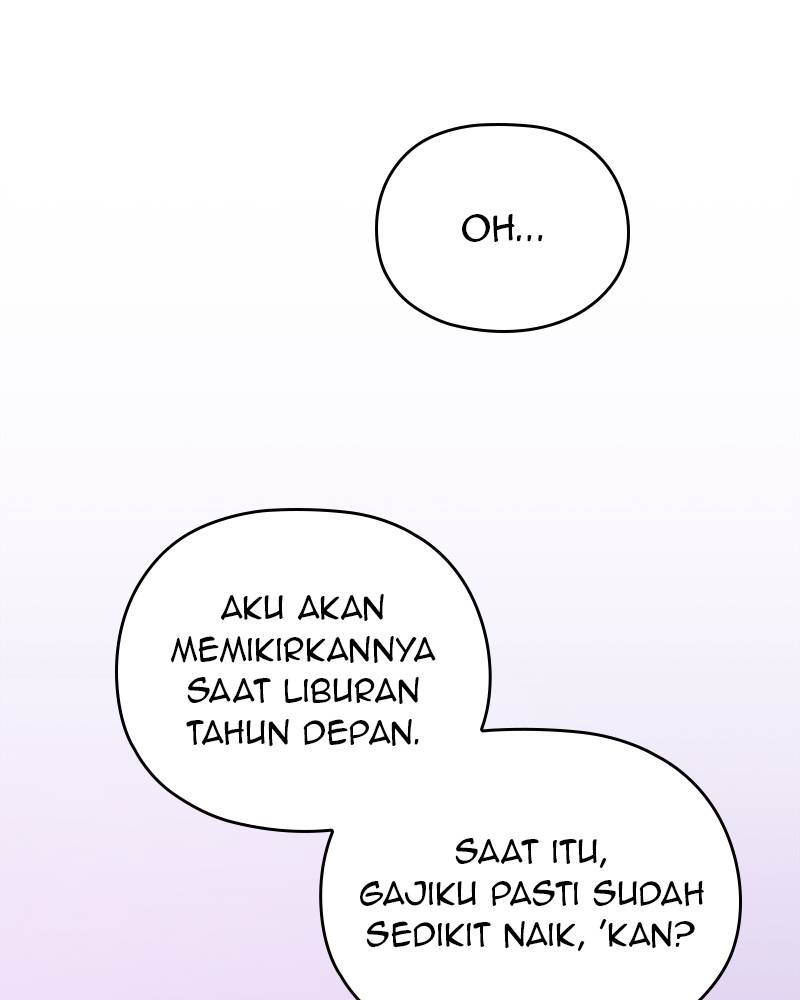 OH...
AKU AKAN
MEMIKIRKANNYA
SAAT LIBURAN
TAHUN DEPAN.
SAAT ITU,
GAJIKU PASTI SUDAH
SEDIKIT NAIK, 'KAN?